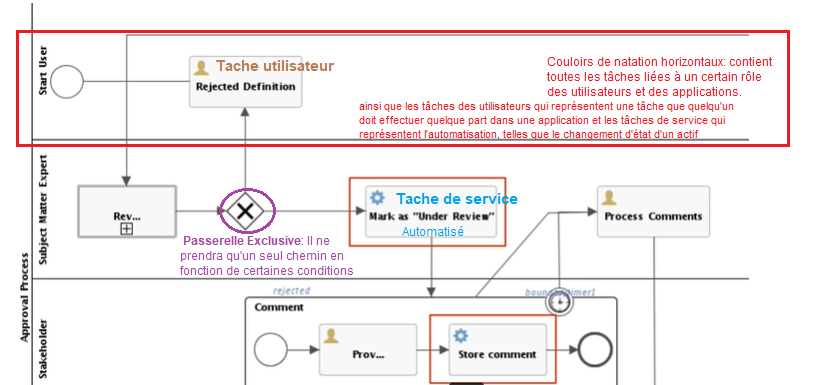 Start User
Tache utilisateur
Rejected Definition
Couloirs de natation horizontaux: contient
toutes les tâches liées à un certain rôle
des utilisateurs et des applications.
ainsi que les tâches des utilisateurs qui représentent une tâche que quelqu'un
doit effectuer quelque part dans une application et les tâches de service qui
représentent l'automatisation, telles que le changement d'état d'un actif
Approval Process
Subject Matter Expert
Rev...
Passerelle Exclusive: Il ne
prendra qu'un seul chemin en
fonction de certaines conditions
Tache de service
Mark as "Under Review"
Automatisé
Process Comments
Stakeholder
rejected
Comment
Prov...
Store comment